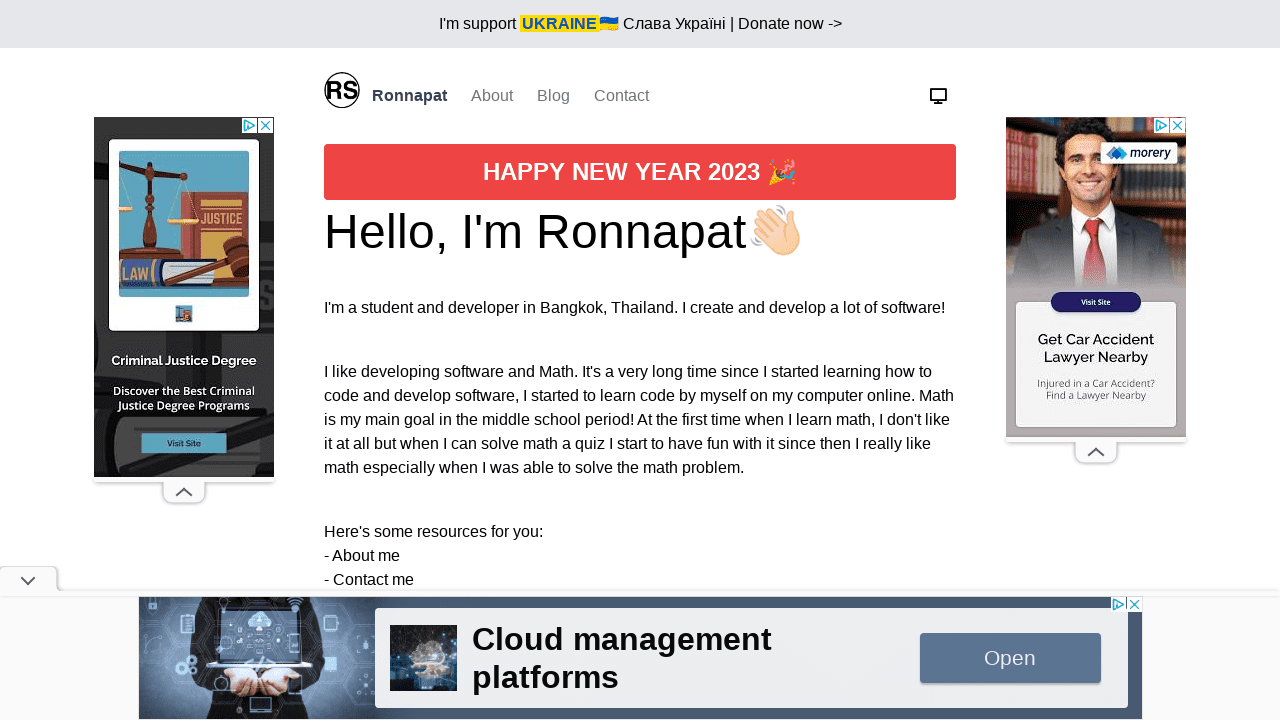 I'm support UKRAINE 🇺🇦 Слава Україні | Donate now ->
RS
Ronnapat
About
Blog
Contact
HAPPY NEW YEAR 2023 🎉
Hello, I'm Ronnapat👋🏻
I'm a student and developer in Bangkok, Thailand. I create and develop a lot of software!
I like developing software and Math. It's a very long time since I started learning how to
code and develop software, I started to learn code by myself on my computer online. Math
is my main goal in the middle school period! At the first time when I learn math, I don't like
it at all but when I can solve math a quiz I start to have fun with it since then I really like
math especially when I was able to solve the math problem.
Here's some resources for you:
- About me
- Contact me
JUSTICE
LAW
Criminal Justice Degree
Discover the Best Criminal
Justice Degree Programs
Visit Site
morery
Visit Site
Get Car Accident
Lawyer Nearby
Injured in a Car Accident?
Find a Lawyer Nearby
Cloud management
platforms
Open